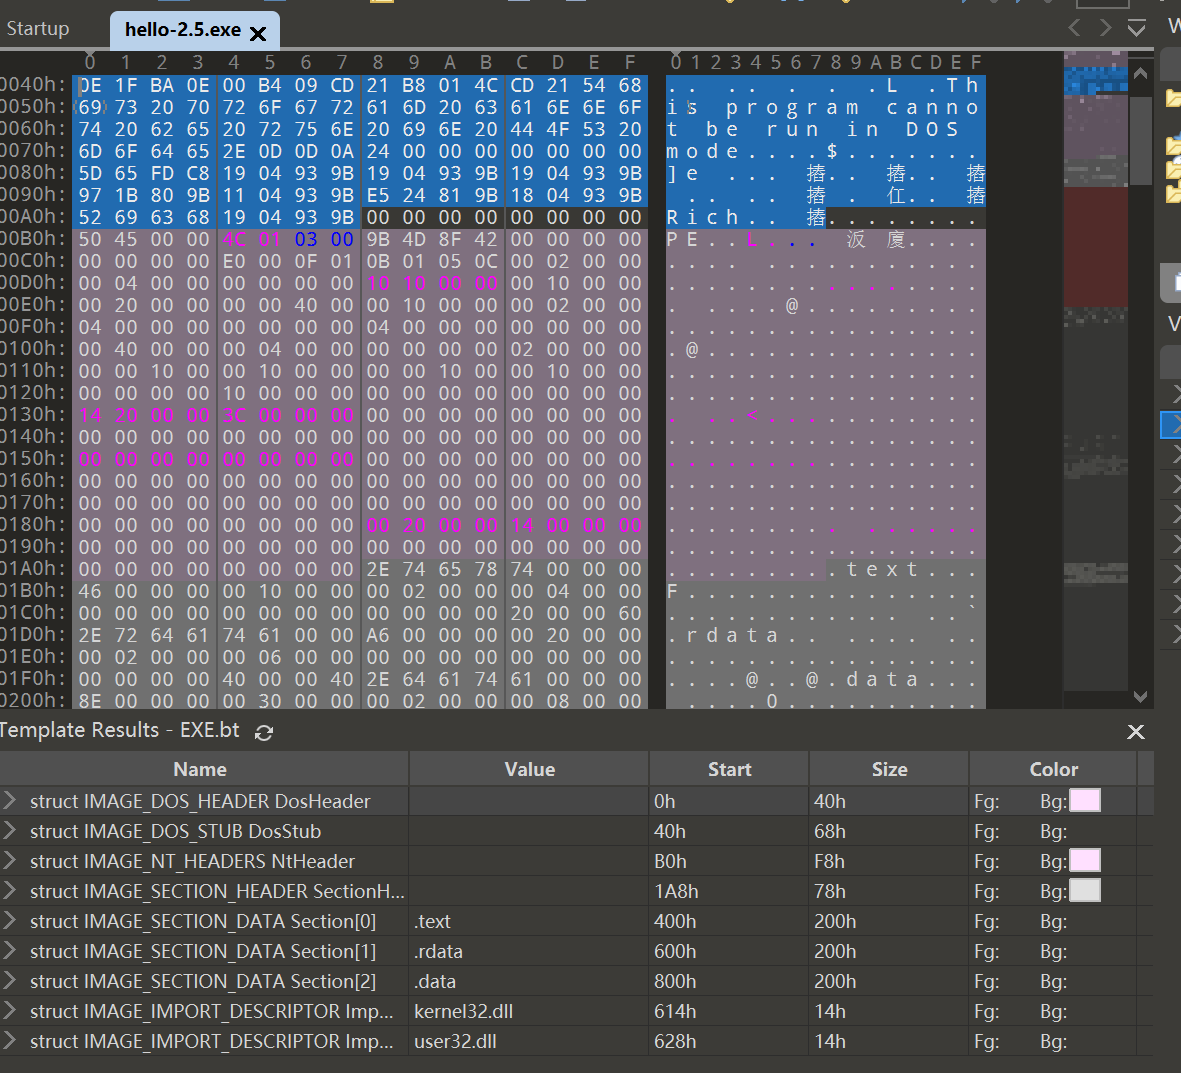 Startup
hello-2.5.exe
0 1 2 3 4 5 6 7 8 9 A B C D E F 0 1 2 3 4 5 6 7 8 9 A B C D E F
0040h: 0E 1F BA 0E 00 B4 09 CD 21 B8 01 4C CD 21 54 68 . . . . . . . . . . . L . . Th
0050h: 69 73 20 70 72 6F 67 72 61 6D 20 63 61 6E 6E 6F is program canno
0060h: 74 20 62 65 20 72 75 6E 20 69 6E 20 44 4F 53 20 t be run in DOS
0070h: 6D 6F 64 65 2E 0D 0D 0A 24 00 00 00 00 00 00 00 mode....$.......
0080h: 5D 65 FD C8 19 04 93 9B 19 04 93 9B 19 04 93 9B ]e
0090h: 97 1B 80 9B 11 04 93 9B E5 24 81 9B 18 04 93 9B
00A0h: 52 69 63 68 19 04 93 9B 00 00 00 00 00 00 00 00 Rich
00B0h: 50 45 00 00 4C 01 03 00 9B 4D 8F 42 00 00 00 00 PE..L...
00C0h: 00 00 00 00 E0 00 0F 01 0B 01 05 0C 00 02 00 00 ................
00D0h: 00 04 00 00 00 00 00 00 10 10 00 00 00 10 00 00 ................
00E0h: 00 20 00 00 00 00 40 00 00 10 00 00 00 02 00 00 . ....@.........
00F0h: 04 00 00 00 00 00 00 00 04 00 00 00 00 00 00 00 ................
0100h: 00 40 00 00 00 04 00 00 00 00 00 00 02 00 00 00 .@..............
0110h: 00 00 10 00 00 10 00 00 00 00 10 00 00 10 00 00 ................
0120h: 00 00 00 00 10 00 00 00 00 00 00 00 00 00 00 00 ................
0130h: 14 20 00 00 3C 00 00 00 00 00 00 00 00 00 00 00 . ..<...........
0140h: 00 00 00 00 00 00 00 00 00 00 00 00 00 00 00 00 ................
0150h: 00 00 00 00 00 00 00 00 00 00 00 00 00 00 00 00 ................
0160h: 00 00 00 00 00 00 00 00 00 00 00 00 00 00 00 00 ................
0170h: 00 00 00 00 00 00 00 00 00 00 00 00 00 00 00 00 ................
0180h: 00 00 00 00 00 00 00 00 00 20 00 00 14 00 00 00 ......... ......
0190h: 00 00 00 00 00 00 00 00 00 00 00 00 00 00 00 00 ................
01A0h: 00 00 00 00 00 00 00 00 2E 74 65 78 74 00 00 00 .........text...
01B0h: 46 00 00 00 00 10 00 00 00 02 00 00 00 04 00 00 F...............
01C0h: 00 00 00 00 00 00 00 00 00 00 00 00 20 00 00 60 ............ ..`
01D0h: 2E 72 64 61 74 61 00 00 A6 00 00 00 00 20 00 00 .rdata
01E0h: 00 02 00 00 00 06 00 00 00 00 00 00 00 00 00 00 ................
01F0h: 00 00 00 00 40 00 00 40 2E 64 61 74 61 00 00 00 ....@..@.data...
0200h: 8E 00 00 00 00 30 00 00 00 02 00 00 00 08 00 00 .....0..........
Template Results - EXE.bt
Name Value Start Size Color
struct IMAGE_DOS_HEADER DosHeader 0h 40h Fg: Bg:
struct IMAGE_DOS_STUB DosStub 40h 68h Fg: Bg:
struct IMAGE_NT_HEADERS NtHeader B0h F8h Fg: Bg:
struct IMAGE_SECTION_HEADER SectionH... 1A8h 78h Fg: Bg:
struct IMAGE_SECTION_DATA Section[0] .text 400h 200h Fg: Bg:
struct IMAGE_SECTION_DATA Section[1] .rdata 600h 200h Fg: Bg:
struct IMAGE_SECTION_DATA Section[2] .data 800h 200h Fg: Bg:
struct IMAGE_IMPORT_DESCRIPTOR Imp... kernel32.dll 614h 14h Fg: Bg:
struct IMAGE_IMPORT_DESCRIPTOR Imp... user32.dll 628h 14h Fg: Bg: